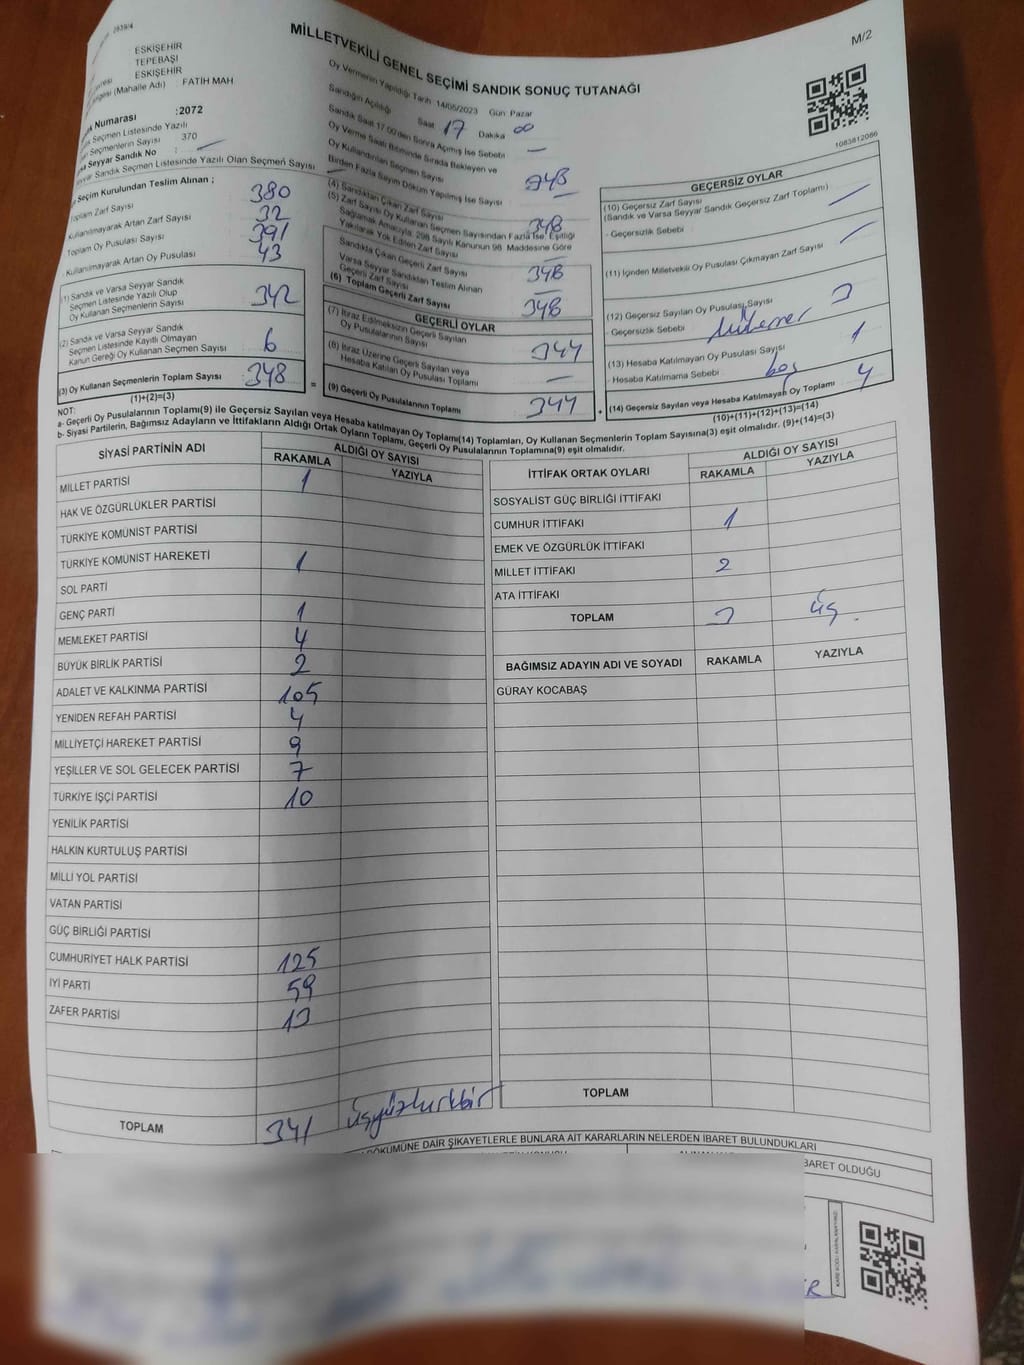 2839/4
MİLLETVEKİLİ GENEL SEÇİMİ SANDIK SONUÇ TUTANAĞI
M/2
ESKİŞEHİR
TEPEBAŞI
ESKİŞEHİR
(Mahalle Adı) : FATİH MAH
Numarası :2072
Seçmen Listesinde Yazılı
Seçmenlerin Sayısı 370
Seyyar Sandık No : —
Sandık Seçmen Listesinde Yazılı Olan Seçmen Sayısı : —
Seçim Kurulundan Teslim Alınan ;
Toplam Zarf Sayısı 380
Kullanılmayarak Artan Zarf Sayısı 32
Toplam Oy Pusulası Sayısı 391
Kullanılmayarak Artan Oy Pusulası 43
(1) Sandık ve Varsa Seyyar Sandık
Seçmen Listesinde Yazılı Olup
Oy Kullanan Seçmenlerin Sayısı 342
(2) Sandık ve Varsa Seyyar Sandık
Seçmen Listesinde Kayıtlı Olmayan
Kanun Gereği Oy Kullanan Seçmen Sayısı 6
(3) Oy Kullanan Seçmenlerin Toplam Sayısı 348
(1)+(2)=(3)
Oy Vermenin Yapıldığı Tarih :14/05/2023 Gün: Pazar
Sandığın Açılışı Saat 17 Dakika 00
Sandık Saat 17:00'den Sonra Açılmış İse Sebebi —
Oy Verme Saati Bitiminde Sırada Bekleyen ve
Oy Kullandırılan Seçmen Sayısı 348
Birden Fazla Sayım Döküm Yapılmış İse Sayısı —
(4) Sandıktan Çıkan Zarf Sayısı 348
(5) Zarf Sayısı Oy Kullanan Seçmen Sayısından Fazla İse, Eşitliği
Sağlamak Amacıyla; 298 Sayılı Kanunun 98. Maddesine Göre
Yakılarak Yok Edilen Zarf Sayısı —
Sandıkta Çıkan Geçerli Zarf Sayısı 348
Varsa Seyyar Sandıktan Teslim Alınan
Geçerli Zarf Sayısı —
(6) Toplam Geçerli Zarf Sayısı 348
GEÇERLİ OYLAR
(7) İtiraz Edilmeksizin Geçerli Sayılan
Oy Pusulalarının Sayısı 344
(8) İtiraz Üzerine Geçerli Sayılan veya
Hesaba Katılan Oy Pusulası Toplamı —
(9) Geçerli Oy Pusulalarının Toplamı 344
1083812086
GEÇERSİZ OYLAR
(10) Geçersiz Zarf Sayısı
(Sandık ve Varsa Seyyar Sandık Geçersiz Zarf Toplamı) —
- Geçersizlik Sebebi —
(11) İçinden Milletvekili Oy Pusulası Çıkmayan Zarf Sayısı
(12) Geçersiz Sayılan Oy Pusulası Sayısı 3
- Geçersizlik Sebebi
(13) Hesaba Katılmayan Oy Pusulası Sayısı 1
- Hesaba Katılmama Sebebi boş
(14) Geçersiz Sayılan veya Hesaba Katılmayan Oy Toplamı 4
(10)+(11)+(12)+(13)=(14)
NOT:
a- Geçerli Oy Pusulalarının Toplamı(9) ile Geçersiz Sayılan veya Hesaba katılmayan Oy Toplamı(14) Toplamları, Oy Kullanan Seçmenlerin Toplam Sayısına(3) eşit olmalıdır. (9)+(14)=(3)
b- Siyasi Partilerin, Bağımsız Adayların ve İttifakların Aldığı Ortak Oyların Toplamı, Geçerli Oy Pusulalarının Toplamına(9) eşit olmalıdır.
SİYASİ PARTİNİN ADI ALDIĞI OY SAYISI
RAKAMLA YAZIYLA
MİLLET PARTİSİ 1
HAK VE ÖZGÜRLÜKLER PARTİSİ
TÜRKİYE KOMÜNİST PARTİSİ
TÜRKİYE KOMÜNİST HAREKETİ 1
SOL PARTİ
GENÇ PARTİ 1
MEMLEKET PARTİSİ 4
BÜYÜK BİRLİK PARTİSİ 2
ADALET VE KALKINMA PARTİSİ 105
YENİDEN REFAH PARTİSİ 4
MİLLİYETÇİ HAREKET PARTİSİ 9
YEŞİLLER VE SOL GELECEK PARTİSİ 7
TÜRKİYE İŞÇİ PARTİSİ 10
YENİLİK PARTİSİ
HALKIN KURTULUŞ PARTİSİ
MİLLİ YOL PARTİSİ
VATAN PARTİSİ
GÜÇ BİRLİĞİ PARTİSİ
CUMHURİYET HALK PARTİSİ 125
İYİ PARTİ 59
ZAFER PARTİSİ 13
TOPLAM 341 üçyüzkırkbir
İTTİFAK ORTAK OYLARI ALDIĞI OY SAYISI
RAKAMLA YAZIYLA
SOSYALİST GÜÇ BİRLİĞİ İTTİFAKI
CUMHUR İTTİFAKI 1
EMEK VE ÖZGÜRLÜK İTTİFAKI
MİLLET İTTİFAKI 2
ATA İTTİFAKI
TOPLAM 3 üç
BAĞIMSIZ ADAYIN ADI VE SOYADI RAKAMLA YAZIYLA
GÜRAY KOCABAŞ
TOPLAM
DÖKÜMÜNE DAİR ŞİKAYETLERLE BUNLARA AİT KARARLARIN NELERDEN İBARET BULUNDUKLARI
BARET OLDUĞU